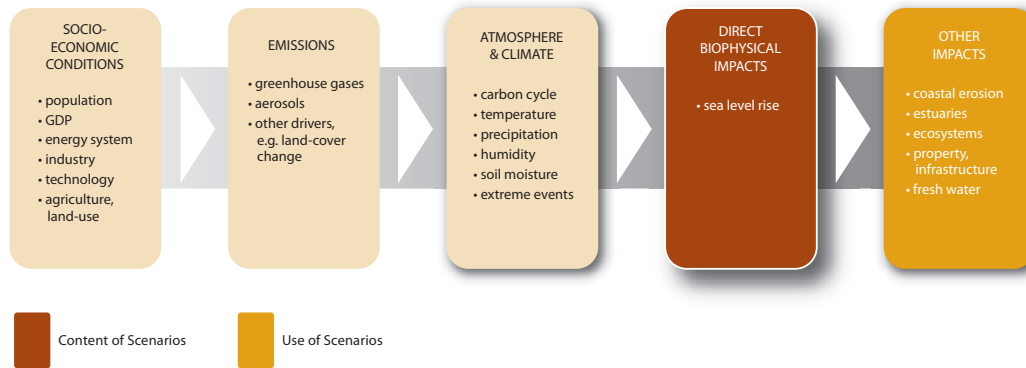 SOCIO-
ECONOMIC
CONDITIONS
• population
• GDP
• energy system
• industry
• technology
• agriculture,
land-use
EMISSIONS
• greenhouse gases
• aerosols
• other drivers,
e.g. land-cover
change
ATMOSPHERE
& CLIMATE
• carbon cycle
• temperature
• precipitation
• humidity
• soil moisture
• extreme events
DIRECT
BIOPHYSICAL
IMPACTS
• sea level rise
OTHER
IMPACTS
• coastal erosion
• estuaries
• ecosystems
• property,
infrastructure
• fresh water
Content of Scenarios
Use of Scenarios